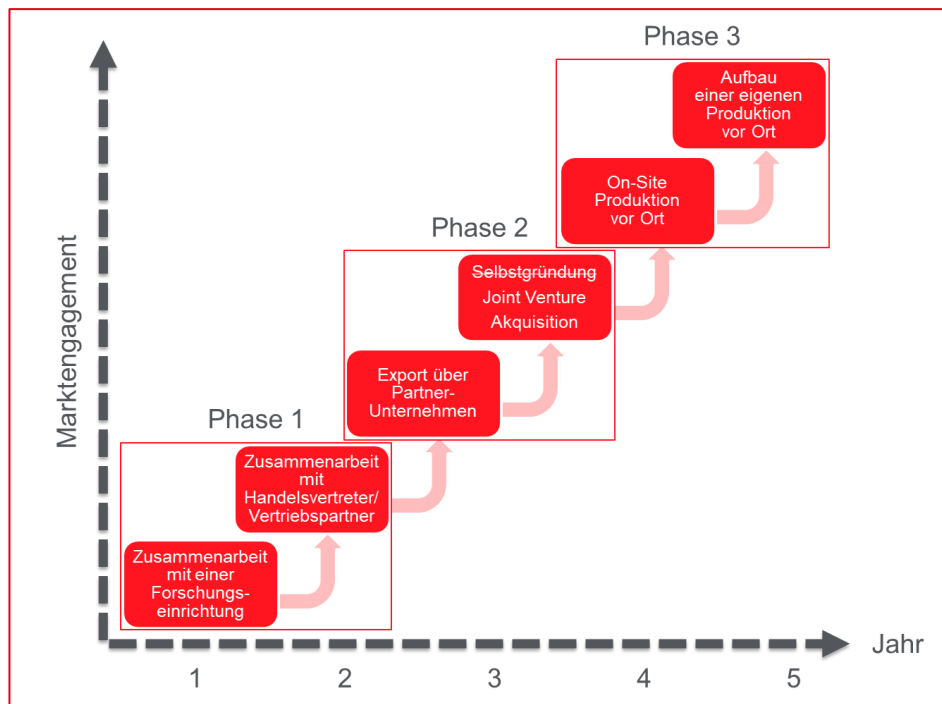 Phase 3
Aufbau
einer eigenen
Produktion
vor Ort
On-Site
Produktion
vor Ort
Phase 2
Selbstgründung
Joint Venture
Akquisition
Export über
Partner-
Unternehmen
Phase 1
Zusammenarbeit
mit
Handelsvertreter/
Vertriebspartner
Zusammenarbeit
mit einer
Forschungs-
einrichtung
Marktengagement
Jahr
1 2 3 4 5